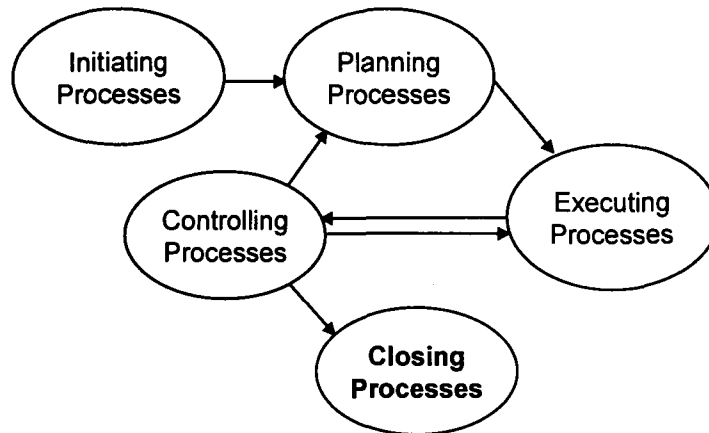 Initiating
Processes
Planning
Processes
Controlling
Processes
Executing
Processes
Closing
Processes